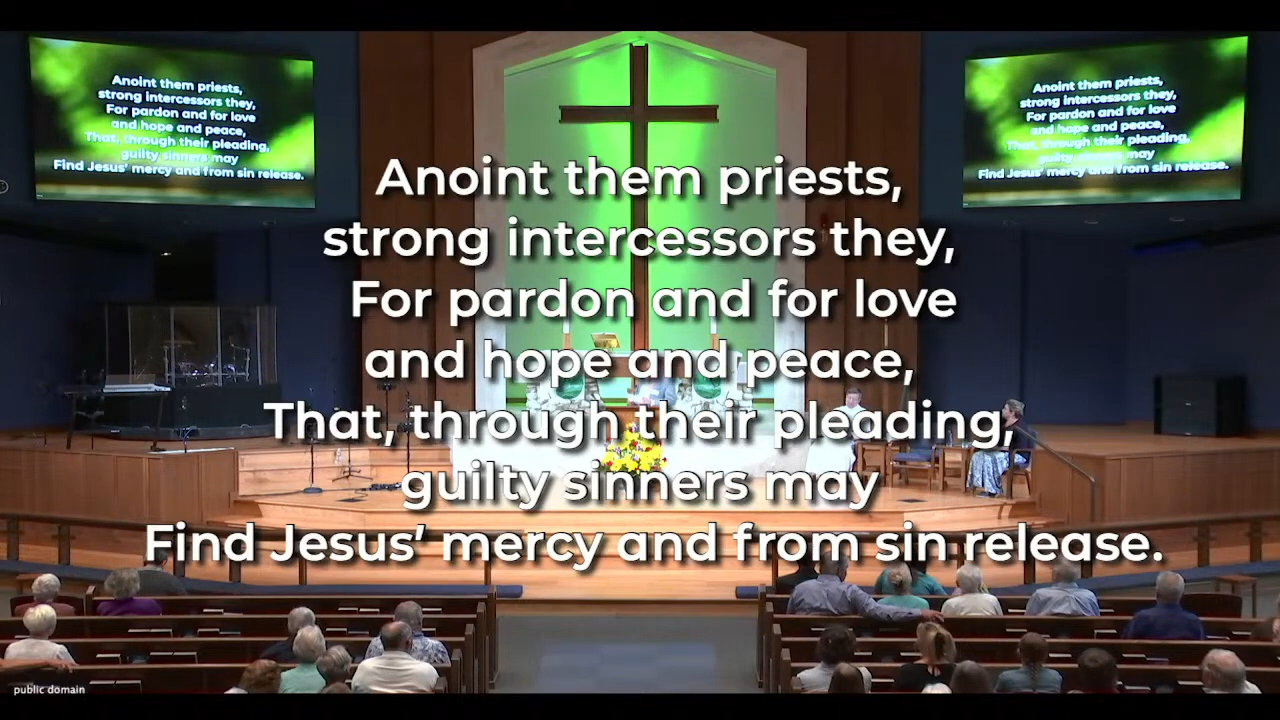 Anoint them priests,
strong intercessors they,
For pardon and for love
and hope and peace,
That, through their pleading,
guilty sinners may
Find Jesus' mercy and from sin release.
Anoint them priests,
strong intercessors they,
For pardon and for love
and hope and peace,
That, through their pleading,
guilty sinners may
Find Jesus' mercy and from sin release.
Anoint them priests,
strong intercessors they,
For pardon and for love
and hope and peace,
That, through their pleading,
guilty sinners may
Find Jesus’ mercy and from sin release.
public domain